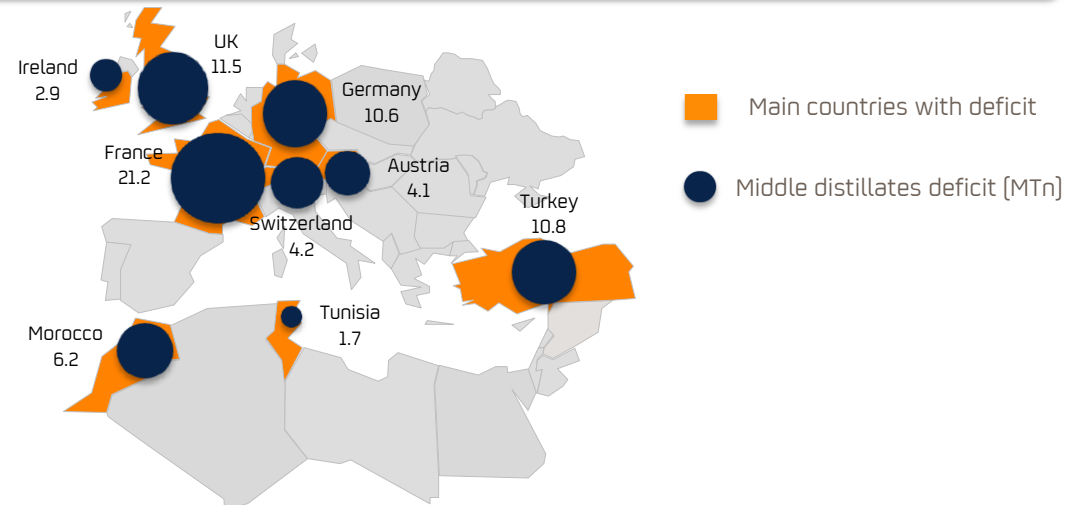 UK
11.5
Ireland
2.9
Germany
10.6
France
21.2
Austria
4.1
Switzerland
4.2
Turkey
10.8
Tunisia
1.7
Morocco
6.2
Main countries with deficit
Middle distillates deficit (MTn)